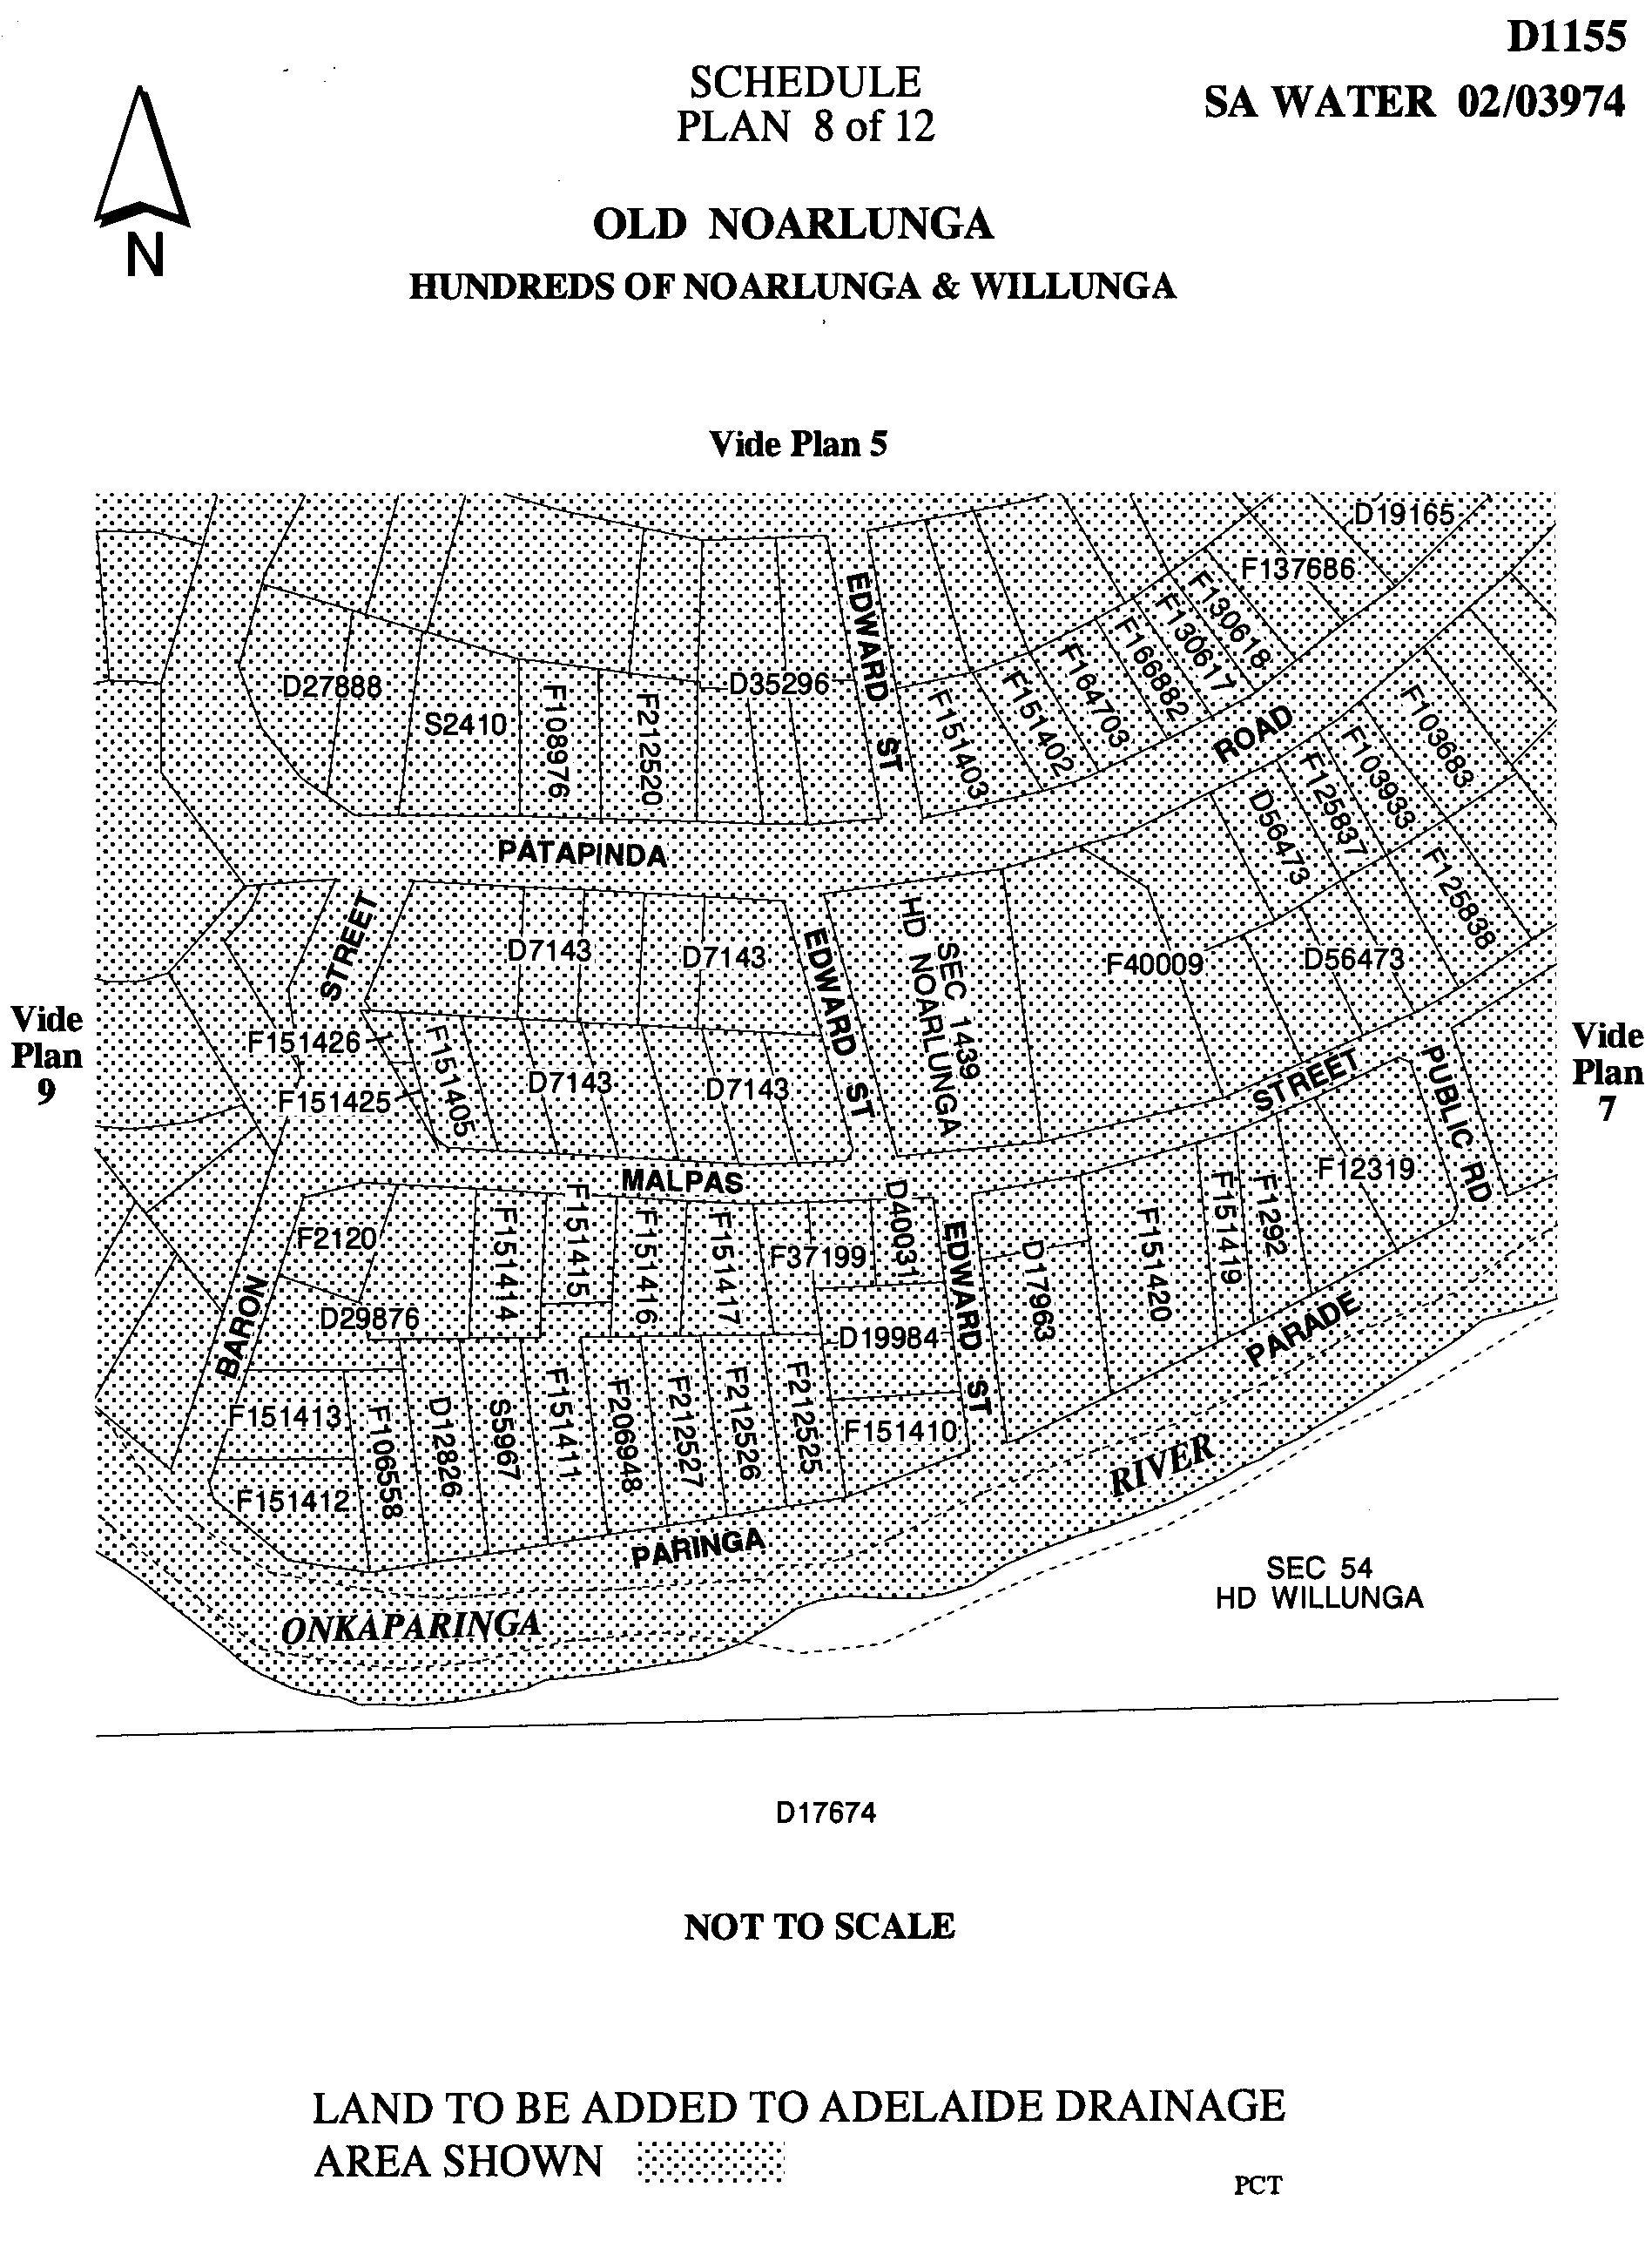 D1155
SCHEDULE
PLAN 8 of 12
SA WATER 02/03974
N
OLD NOARLUNGA
HUNDREDS OF NOARLUNGA & WILLUNGA
Vide Plan 5
D19165
F137686
F130618
F130617
F166882
F164703
F151402
F151403
EDWARD ST
D35296
D27888
S2410
F108976
F212520
ROAD
F103683
F103933
F125837
D56473
F125838
PATAPINDA
STREET
D7143
D7143
EDWARD ST
SEC 1439
HD NOARLUNGA
F40009
D56473
Vide
Plan
9
Vide
Plan
7
F151426
F151425
F151405
D7143
D7143
STREET
PUBLIC RD
MALPAS
F12319
F2120
F151414
F151415
F151416
F151417
F37199
D40031
EDWARD ST
D17963
F151420
F151419
F1292
BARON
D29876
D19984
PARADE
F151413
F106558
D12826
S5967
F151411
F206948
F212527
F212526
F212525
F151410
F151412
RIVER
PARINGA
ONKAPARINGA
SEC 54
HD WILLUNGA
D17674
NOT TO SCALE
LAND TO BE ADDED TO ADELAIDE DRAINAGE
AREA SHOWN
PCT